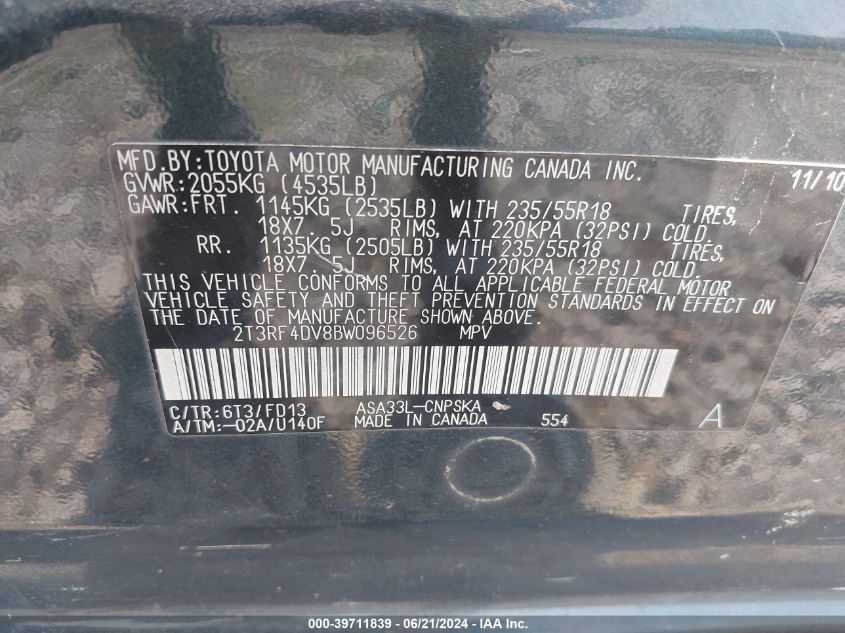 MFD.BY:TOYOTA MOTOR MANUFACTURING CANADA INC. 11/10
GVWR:2055KG (4535LB)
GAWR:FRT. 1145KG (2535LB) WITH 235/55R18 TIRES,
18X7. 5J RIMS, AT 220KPA (32PSI) COLD.
RR. 1135KG (2505LB) WITH 235/55R18 TIRES,
18X7. 5J RIMS, AT 220KPA (32PSI) COLD.
THIS VEHICLE CONFORMS TO ALL APPLICABLE FEDERAL MOTOR
VEHICLE SAFETY AND THEFT PREVENTION STANDARDS IN EFFECT ON
THE DATE OF MANUFACTURE SHOWN ABOVE.
2T3RF4DV8BW096526 MPV
C/TR:6T3/FD13 ASA33L-CNPSKA
A/TM:-02A/U140F MADE IN CANADA 554 A
000-39711839 - 06/21/2024 - IAA Inc.